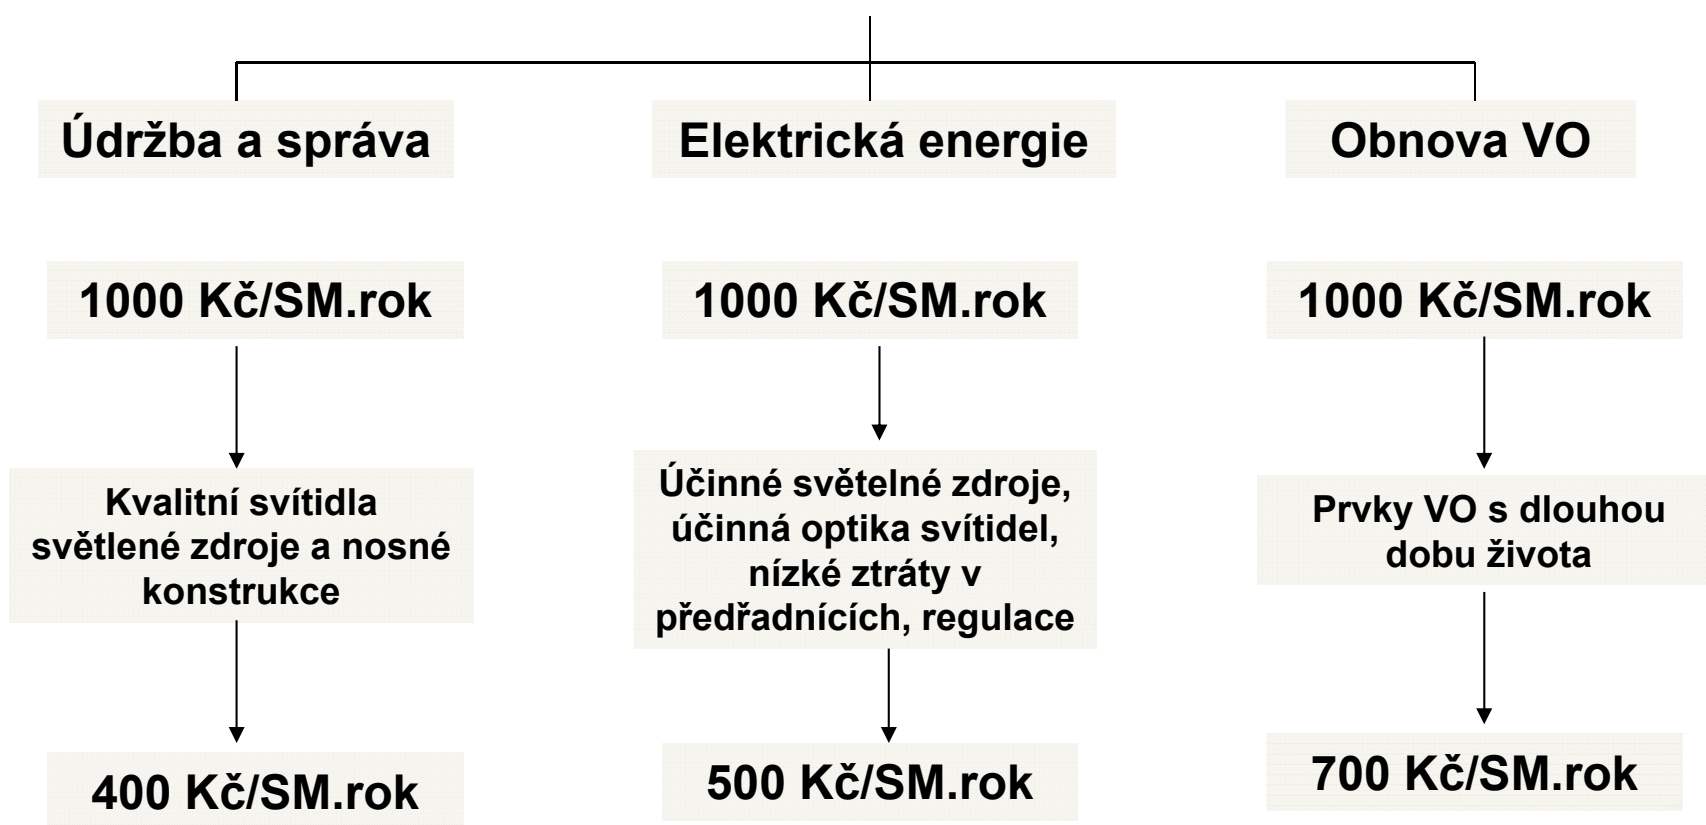 Údržba a správa
Elektrická energie
Obnova VO
1000 Kč/SM.rok
1000 Kč/SM.rok
1000 Kč/SM.rok
Kvalitní svítidla
světlené zdroje a nosné
konstrukce
Účinné světelné zdroje,
účinná optika svítidel,
nízké ztráty v
předřadnících, regulace
Prvky VO s dlouhou
dobu života
400 Kč/SM.rok
500 Kč/SM.rok
700 Kč/SM.rok